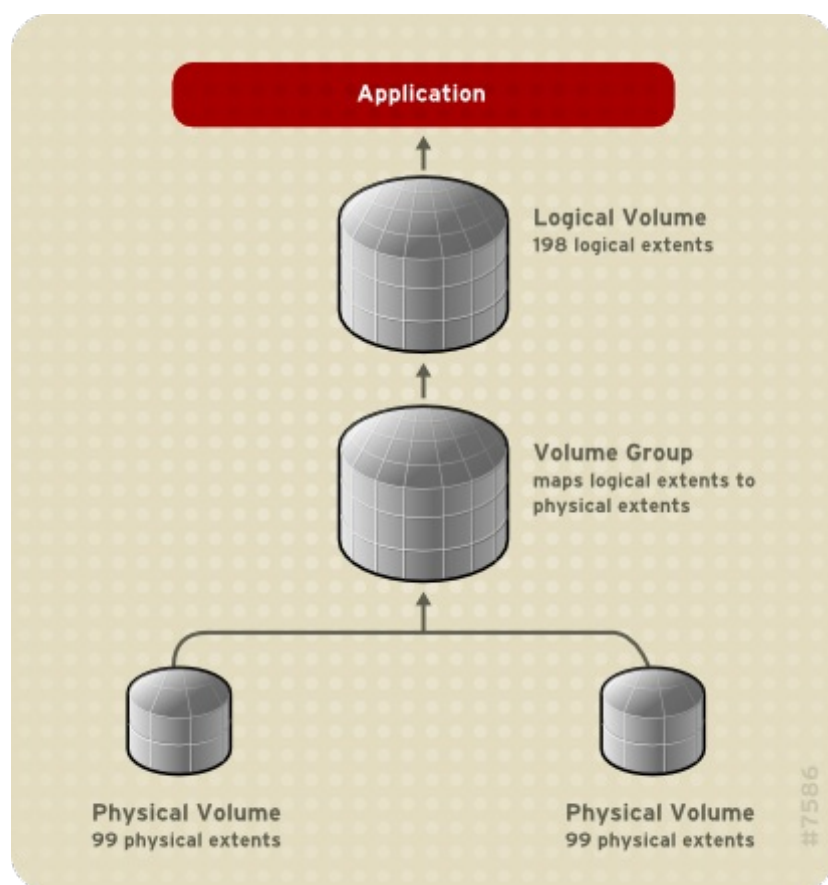 Application
Logical Volume
198 logical extents
Volume Group
maps logical extents to
physical extents
Physical Volume
99 physical extents
Physical Volume
99 physical extents
#7586